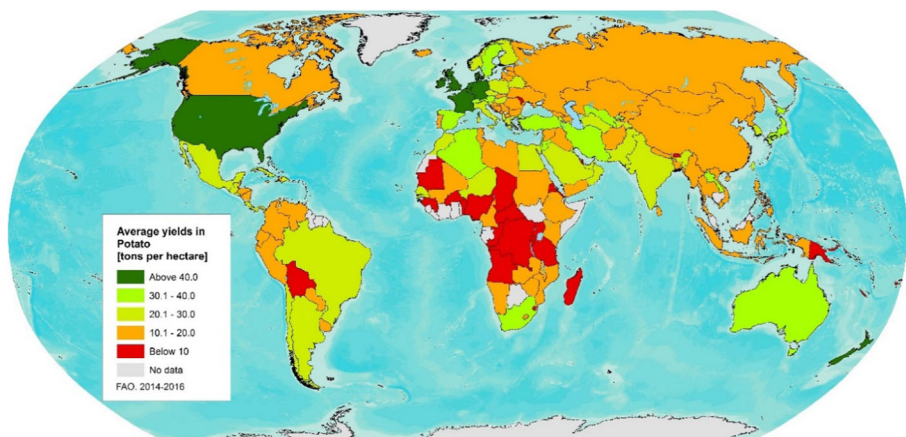 Average yields in
Potato
[tons per hectare]
Above 40.0
30.1 - 40.0
20.1 - 30.0
10.1 - 20.0
Below 10
No data
FAO. 2014-2016